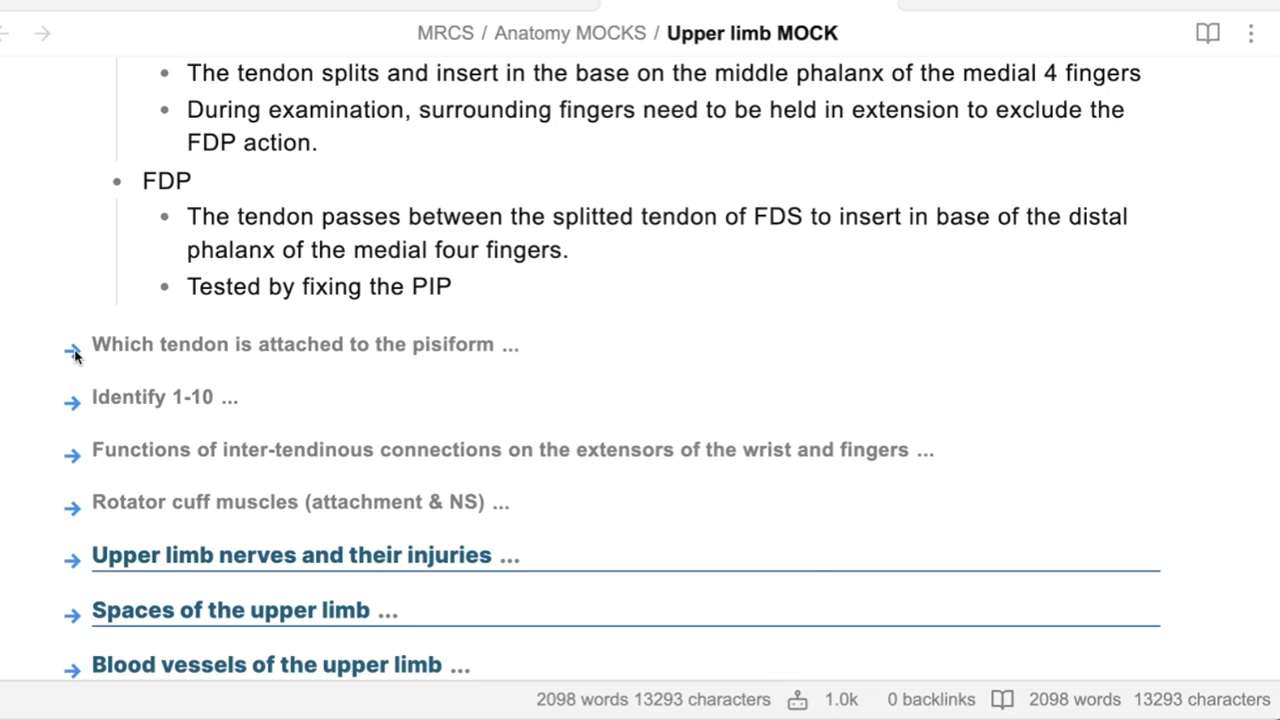 MRCS / Anatomy MOCKS / Upper limb MOCK
The tendon splits and insert in the base on the middle phalanx of the medial 4 fingers
During examination, surrounding fingers need to be held in extension to exclude the
FDP action.
FDP
The tendon passes between the splitted tendon of FDS to insert in base of the distal
phalanx of the medial four fingers.
Tested by fixing the PIP
Which tendon is attached to the pisiform ...
Identify 1-10 ...
Functions of inter-tendinous connections on the extensors of the wrist and fingers ...
Rotator cuff muscles (attachment & NS) ...
Upper limb nerves and their injuries ...
Spaces of the upper limb ...
Blood vessels of the upper limb ...
2098 words 13293 characters 1.0k 0 backlinks 2098 words 13293 characters